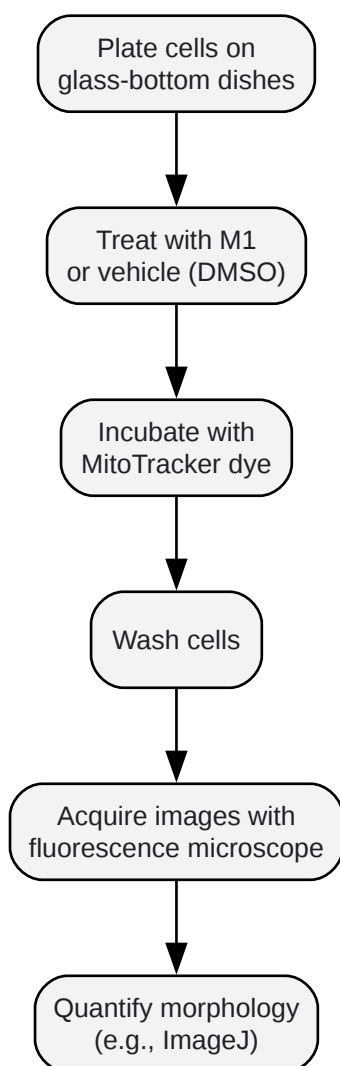 Plate cells on
glass-bottom dishes
Treat with M1
or vehicle (DMSO)
Incubate with
MitoTracker dye
Wash cells
Acquire images with
fluorescence microscope
Quantify morphology
(e.g., ImageJ)